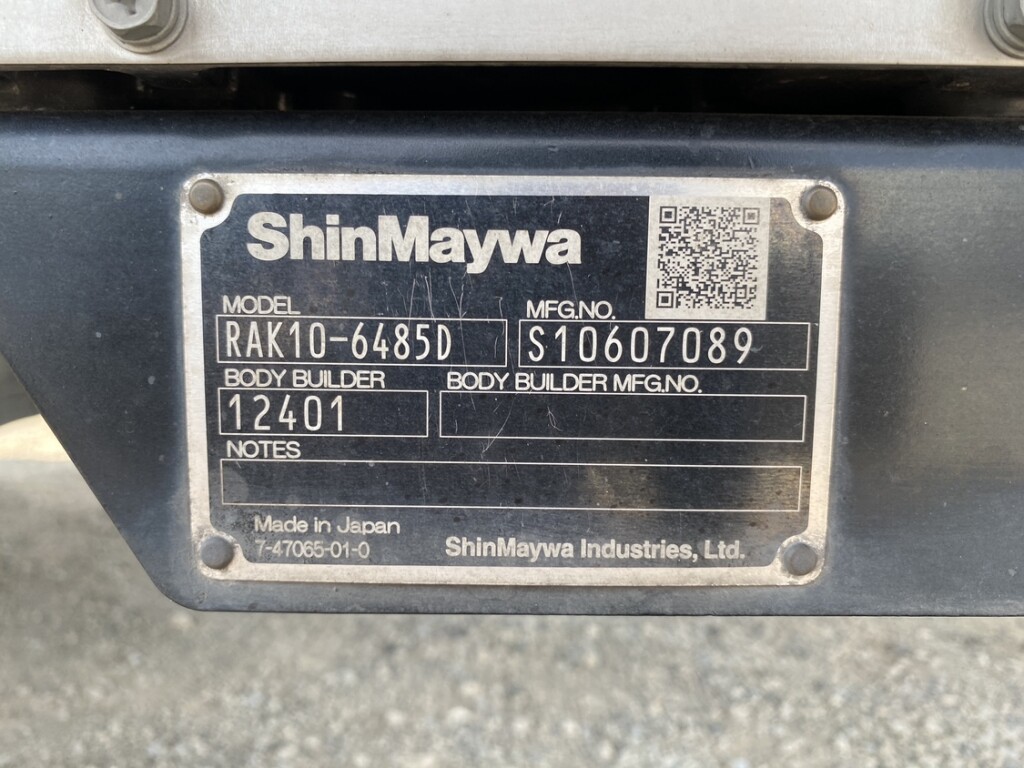 ShinMaywa
MODEL MFG.NO.
RAK10-6485D S10607089
BODY BUILDER BODY BUILDER MFG.NO.
12401
NOTES
Made in Japan
7-47065-01-0 ShinMaywa Industries, Ltd.